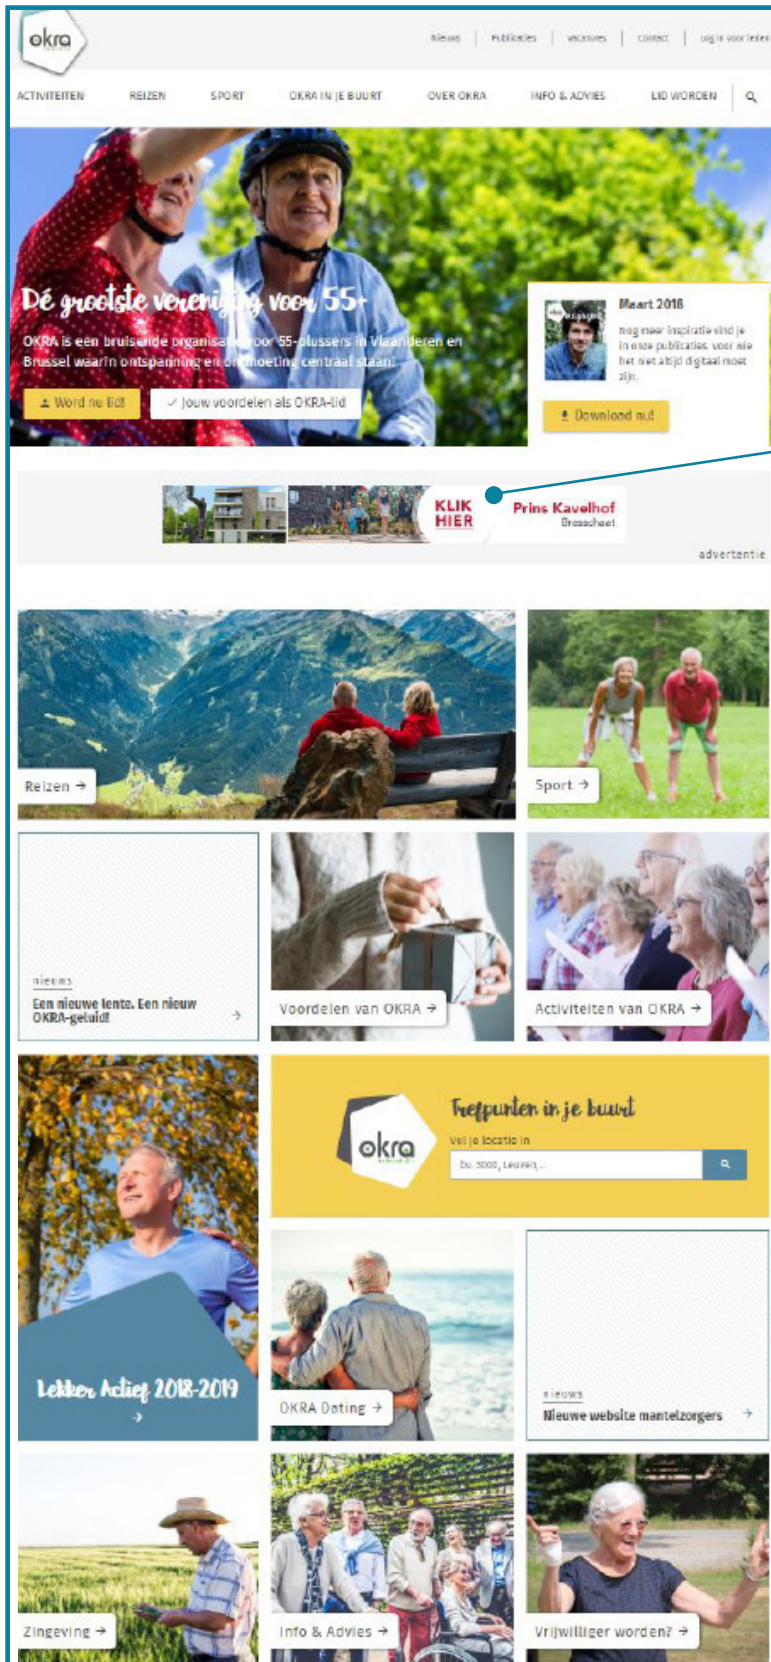 okra
Nieuws
Publicaties
Vacatures
Contact
Log in voor leden
ACTIVITEITEN
REIZEN
SPORT
OKRA IN JE BUURT
OVER OKRA
INFO & ADVIES
LID WORDEN
Dé grootste vereniging voor 55+
OKRA is een bruisende organisatie voor 55-plussers in Vlaanderen en
Brussel waarin ontspanning en ontmoeting centraal staan!
Word nu lid!
Jouw voordelen als OKRA-lid
Maart 2018
Nog meer inspiratie vind je
in onze publicaties, voor wie
het niet altijd digitaal moet
zijn.
Download nu!
KLIK
HIER
Prins Kavelhof
Brasschaat
advertentie
Reizen →
Sport →
nieuws
Een nieuwe lente. Een nieuw
OKRA-geluid! →
Voordelen van OKRA →
Activiteiten van OKRA →
Lekker Actief 2018-2019
→
okra
Trefpunten in je buurt
Vul je locatie in
bv. 3000, Leuven,...
OKRA Dating →
nieuws
Nieuwe website mantelzorgers →
Zingeving →
Info & Advies →
Vrijwilliger worden? →